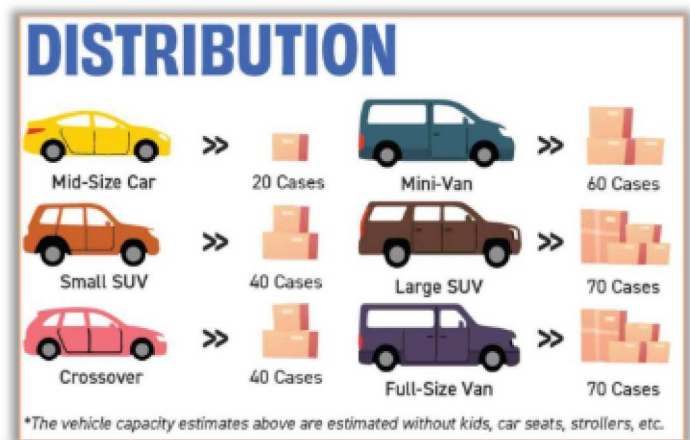 DISTRIBUTION
Mid-Size Car
20 Cases
Mini-Van
60 Cases
Small SUV
40 Cases
Large SUV
70 Cases
Crossover
40 Cases
Full-Size Van
70 Cases
*The vehicle capacity estimates above are estimated without kids, car seats, strollers, etc.